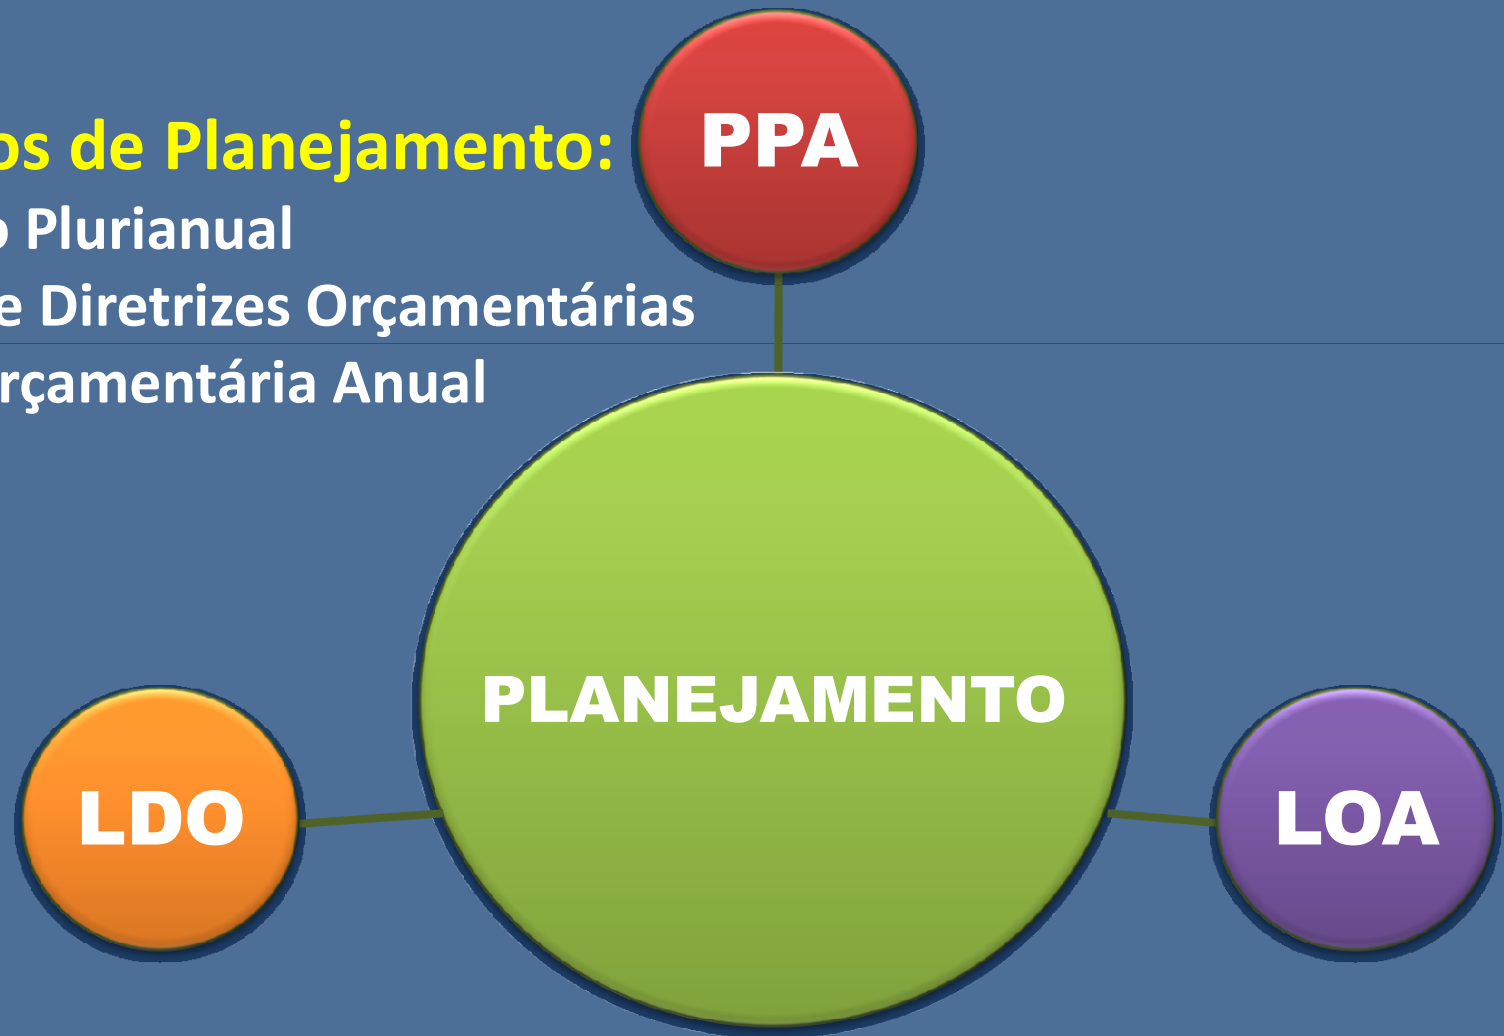 os de Planejamento:
o Plurianual
e Diretrizes Orçamentárias
rçamentária Anual
PPA
PLANEJAMENTO
LDO
LOA